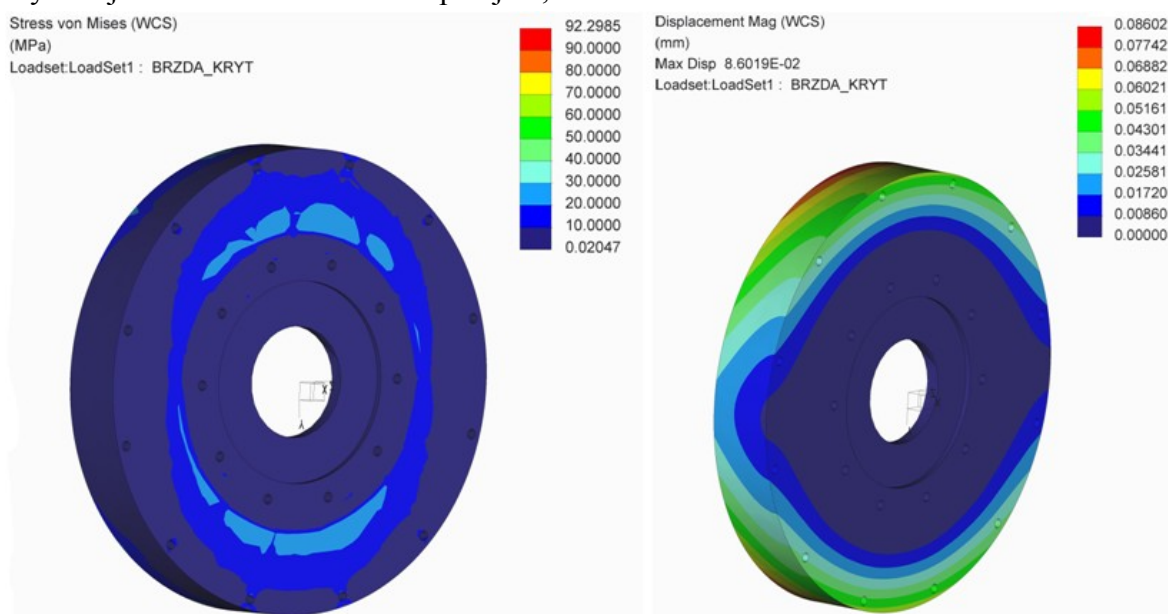 Stress von Mises (WCS)
(MPa)
Loadset:LoadSet1 : BRZDA_KRYT
92.2985
90.0000
80.0000
70.0000
60.0000
50.0000
40.0000
30.0000
20.0000
10.0000
0.02047
X
Y
Displacement Mag (WCS)
(mm)
Max Disp 8.6019E-02
Loadset:LoadSet1 : BRZDA_KRYT
0.08602
0.07742
0.06882
0.06021
0.05161
0.04301
0.03441
0.02581
0.01720
0.00860
0.00000